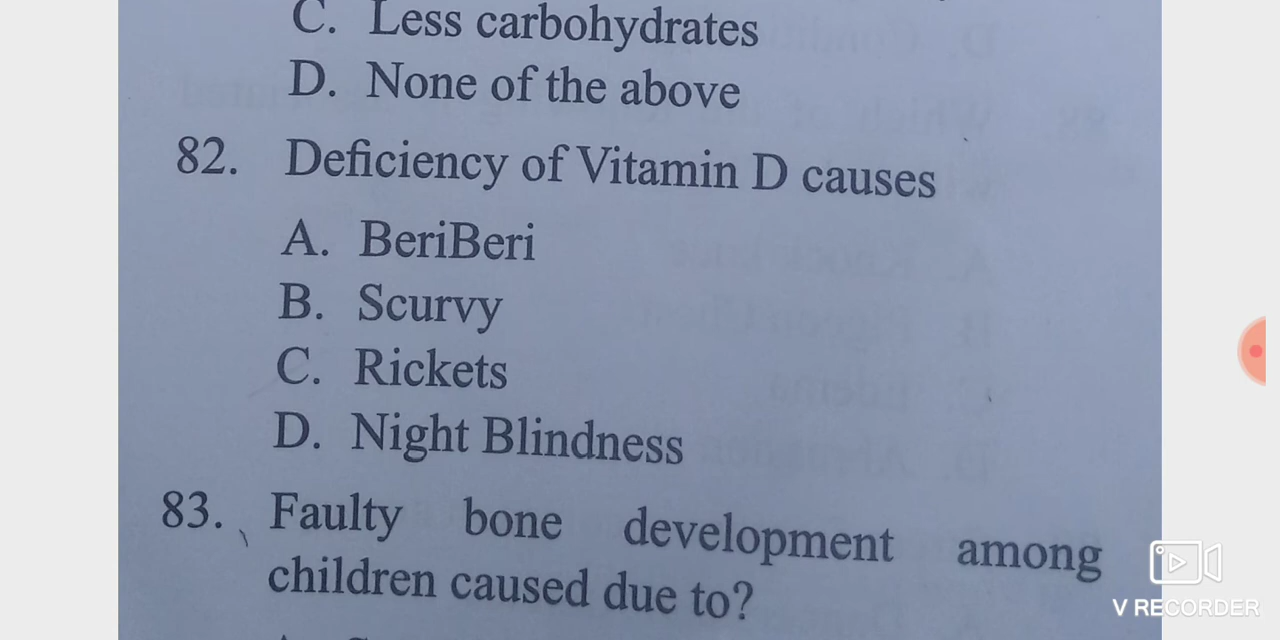 C. Less carbohydrates
D. None of the above
82. Deficiency of Vitamin D causes
A. BeriBeri
B. Scurvy
C. Rickets
D. Night Blindness
83. Faulty bone development among
children caused due to?
V RECORDER